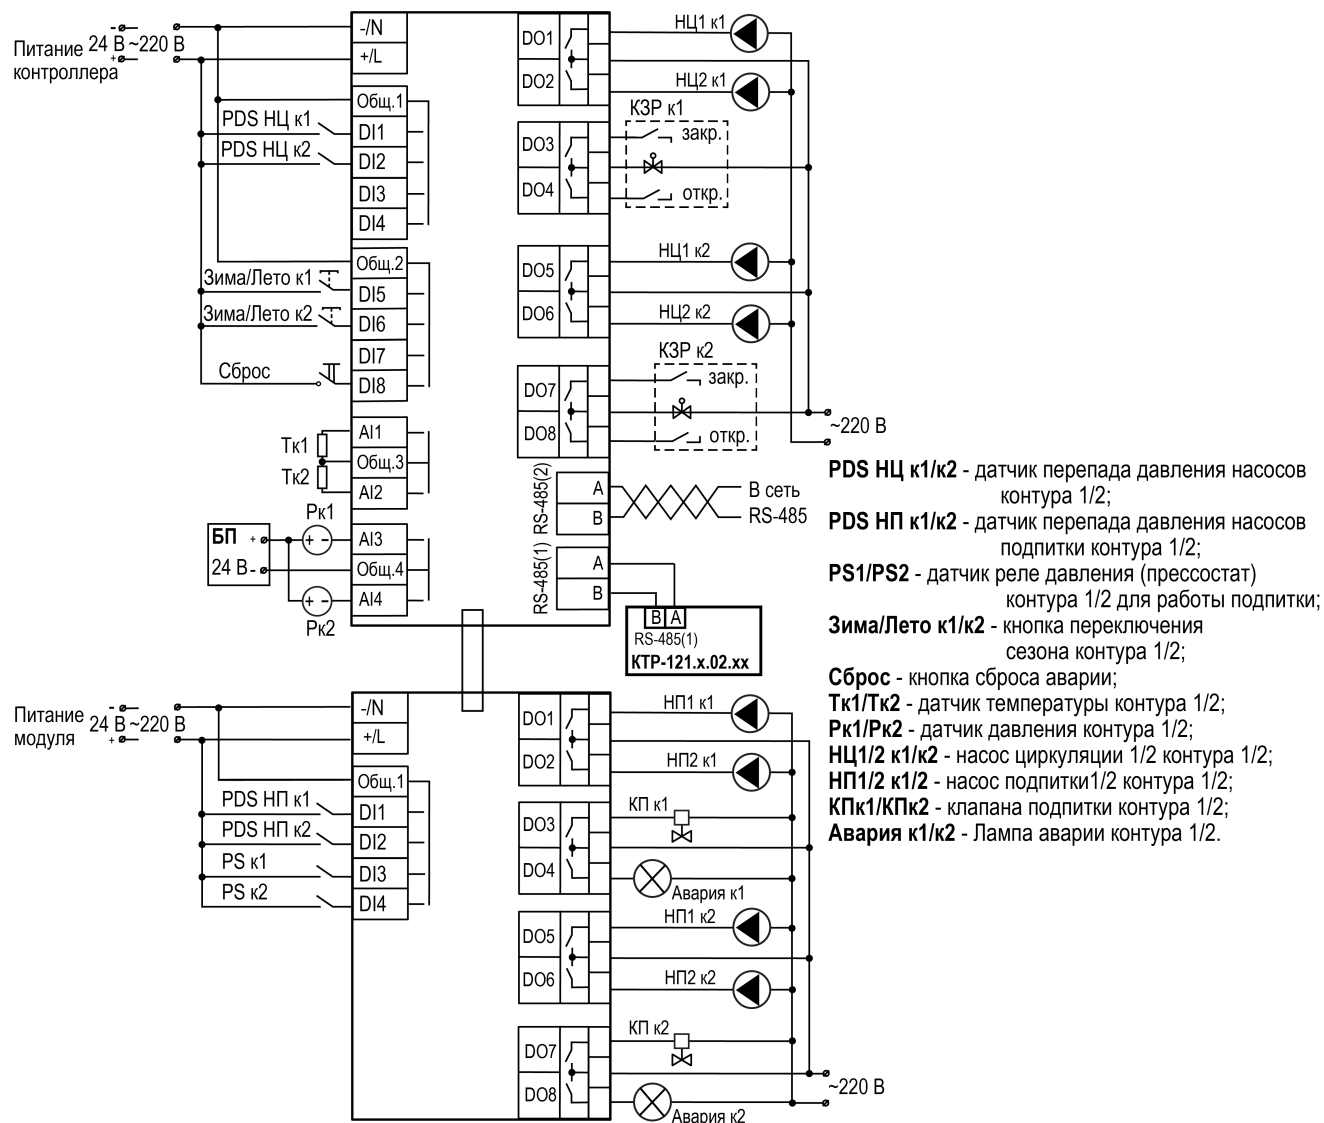 Питание
контроллера
-
24 В ~220 В
+
-/N
+/L
Общ.1
PDS НЦ к1
DI1
PDS НЦ к2
DI2
DI3
DI4
Общ.2
Зима/Лето к1
DI5
Зима/Лето к2
DI6
DI7
Сброс
DI8
AI1
Тк1
Общ.3
Тк2
AI2
Рк1
БП +
+ -
AI3
24 В -
Общ.4
+ -
AI4
Рк2
DO1
НЦ1 к1
DO2
НЦ2 к1
КЗР к1
DO3
закр.
DO4
откр.
НЦ1 к2
DO5
DO6
НЦ2 к2
КЗР к2
DO7
закр.
DO8
откр.
~220 В
RS-485(2)
A
B
В сеть
RS-485
RS-485(1)
A
B
B A
RS-485(1)
КТР-121.х.02.хх
PDS НЦ к1/к2 - датчик перепада давления насосов
контура 1/2;
PDS НП к1/к2 - датчик перепада давления насосов
подпитки контура 1/2;
PS1/PS2 - датчик реле давления (прессостат)
контура 1/2 для работы подпитки;
Зима/Лето к1/к2 - кнопка переключения
сезона контура 1/2;
Сброс - кнопка сброса аварии;
Тк1/Тк2 - датчик температуры контура 1/2;
Рк1/Рк2 - датчик давления контура 1/2;
НЦ1/2 к1/к2 - насос циркуляции 1/2 контура 1/2;
НП1/2 к1/2 - насос подпитки1/2 контура 1/2;
КПк1/КПк2 - клапана подпитки контура 1/2;
Авария к1/к2 - Лампа аварии контура 1/2.
Питание
модуля
-
24 В ~220 В
+
-/N
+/L
Общ.1
PDS НП к1
DI1
PDS НП к2
DI2
PS к1
DI3
PS к2
DI4
DO1
НП1 к1
DO2
НП2 к1
КП к1
DO3
DO4
Авария к1
НП1 к2
DO5
DO6
НП2 к2
КП к2
DO7
DO8
Авария к2
~220 В